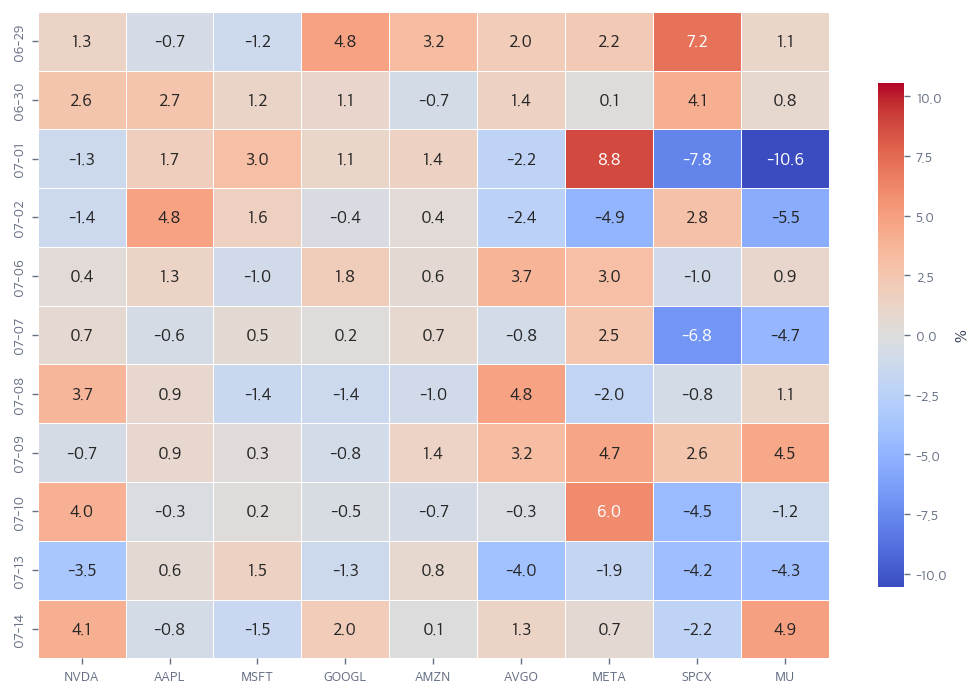 06-29 1.3 -0.7 -1.2 4.8 3.2 2.0 2.2 7.2 1.1
06-30 2.6 2.7 1.2 1.1 -0.7 1.4 0.1 4.1 0.8
07-01 -1.3 1.7 3.0 1.1 1.4 -2.2 8.8 -7.8 -10.6
07-02 -1.4 4.8 1.6 -0.4 0.4 -2.4 -4.9 2.8 -5.5
07-06 0.4 1.3 -1.0 1.8 0.6 3.7 3.0 -1.0 0.9
07-07 0.7 -0.6 0.5 0.2 0.7 -0.8 2.5 -6.8 -4.7
07-08 3.7 0.9 -1.4 -1.4 -1.0 4.8 -2.0 -0.8 1.1
07-09 -0.7 0.9 0.3 -0.8 1.4 3.2 4.7 2.6 4.5
07-10 4.0 -0.3 0.2 -0.5 -0.7 -0.3 6.0 -4.5 -1.2
07-13 -3.5 0.6 1.5 -1.3 0.8 -4.0 -1.9 -4.2 -4.3
07-14 4.1 -0.8 -1.5 2.0 0.1 1.3 0.7 -2.2 4.9
NVDA AAPL MSFT GOOGL AMZN AVGO META SPCX MU
10.0
7.5
5.0
2.5
0.0
-2.5
-5.0
-7.5
-10.0
%